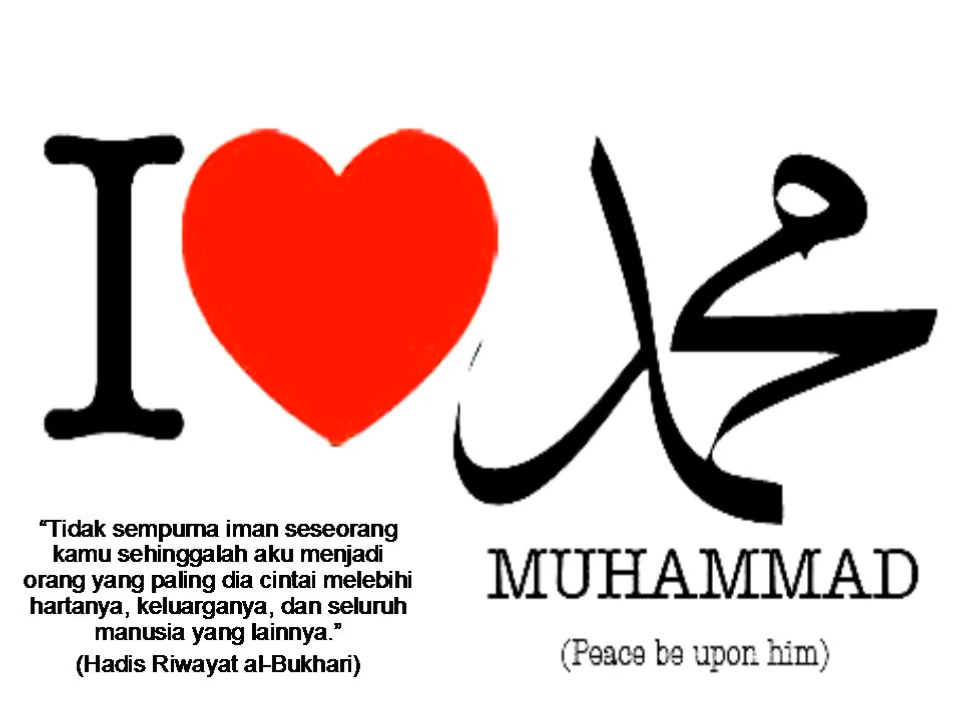 I ♥ محمد
MUHAMMAD
(Peace be upon him)
“Tidak sempurna iman seseorang
kamu sehinggalah aku menjadi
orang yang paling dia cintai melebihi
hartanya, keluarganya, dan seluruh
manusia yang lainnya.”
(Hadis Riwayat al-Bukhari)